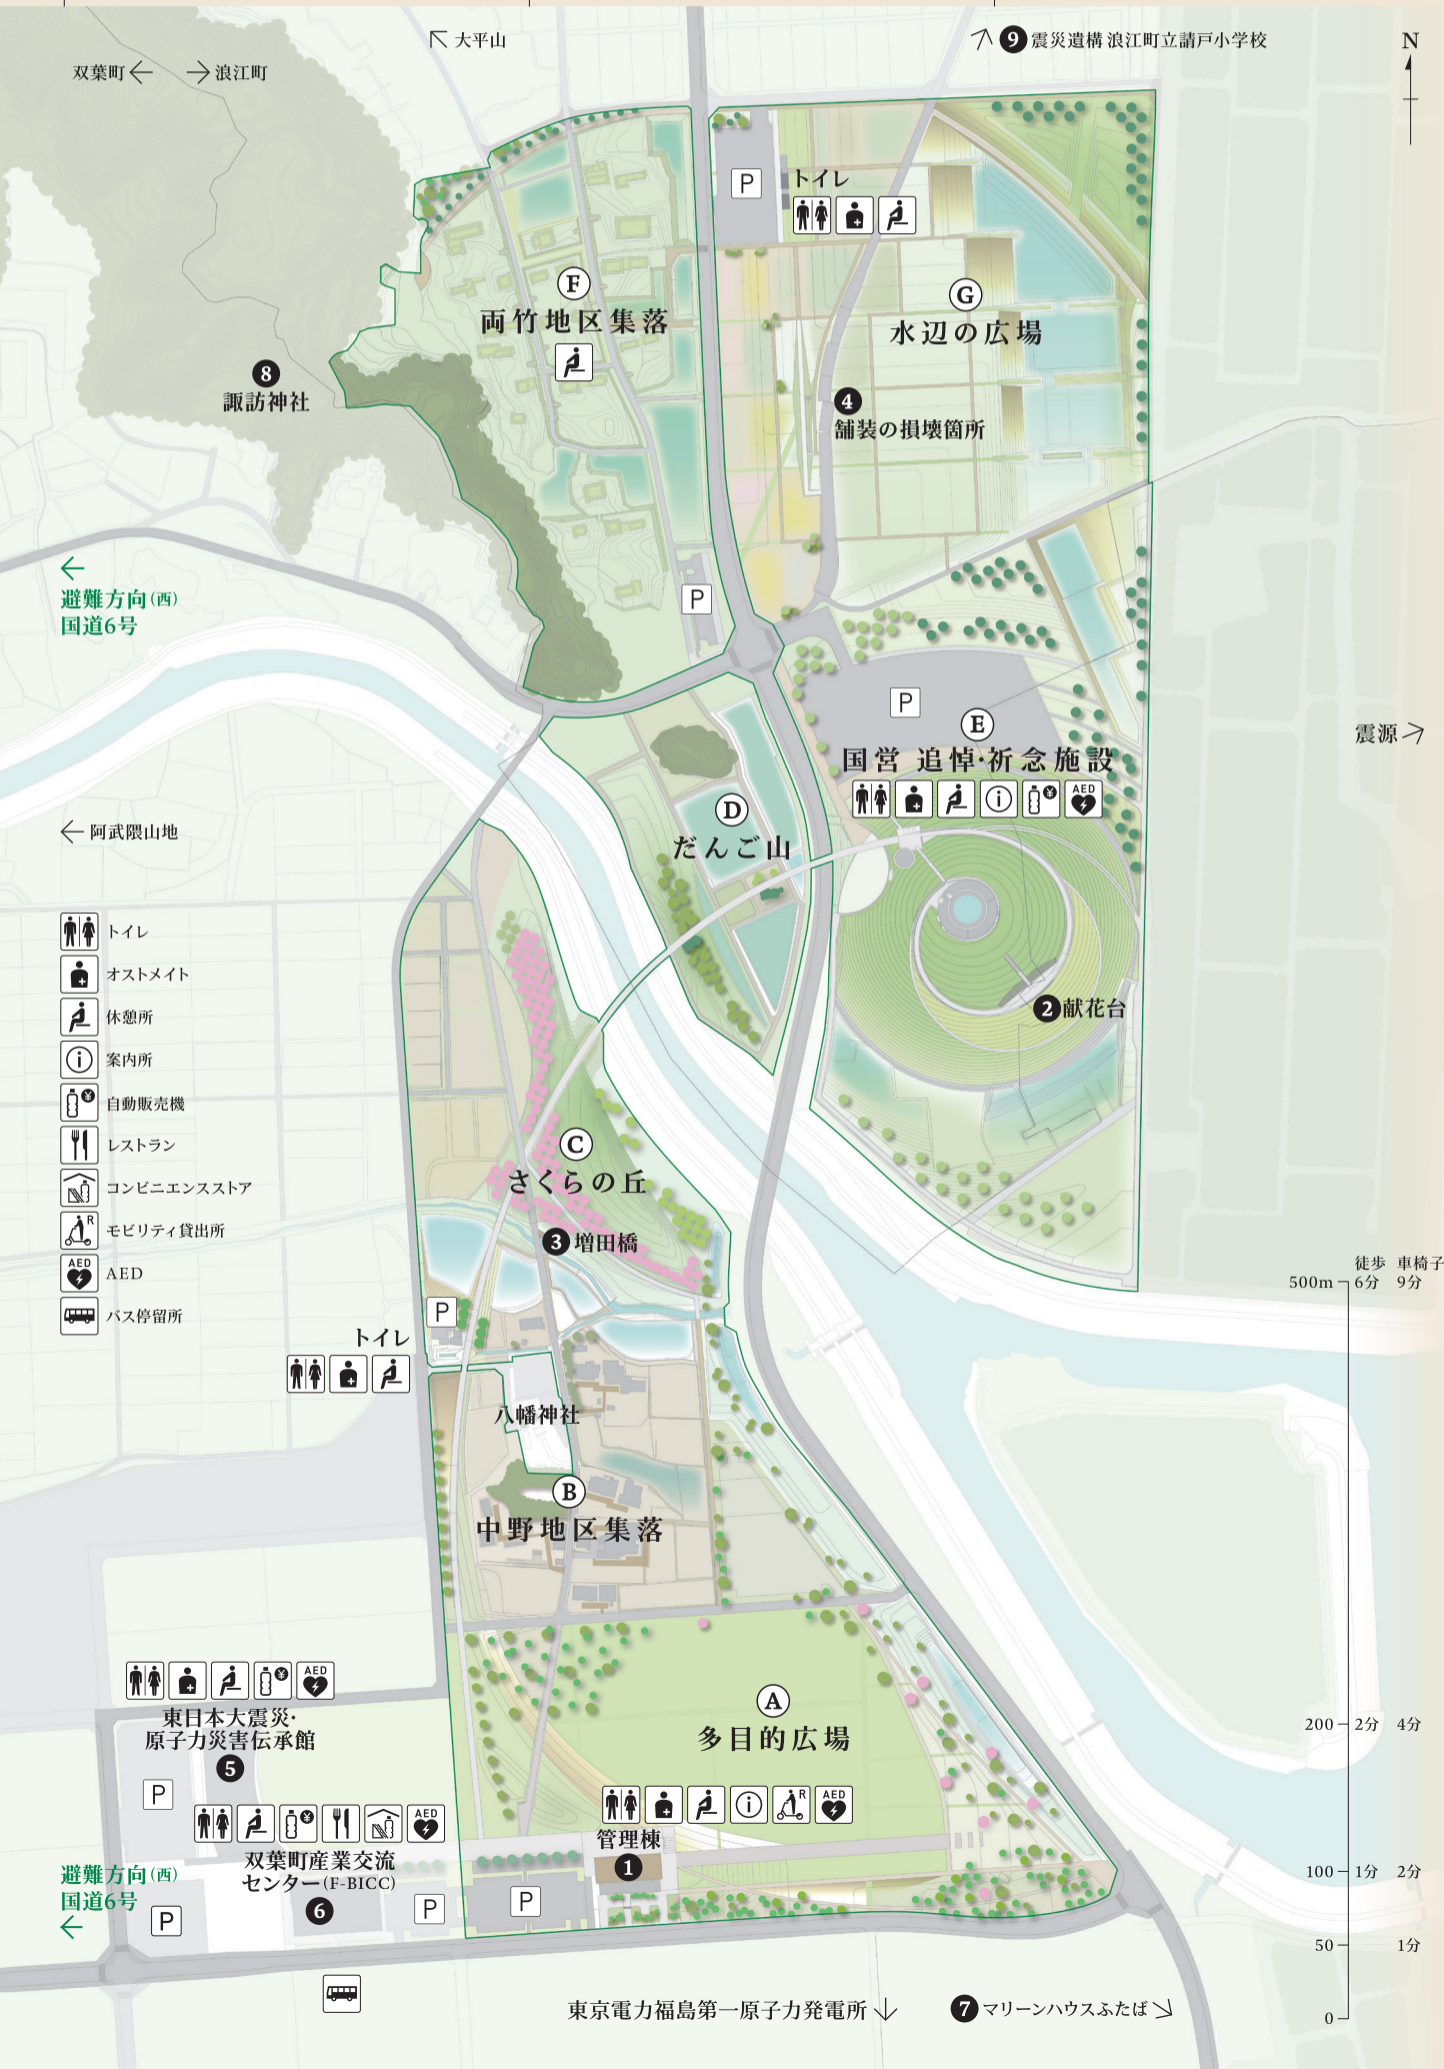 大平山
9 震災遺構 浪江町立請戸小学校
N
双葉町
浪江町
P
トイレ
F
両竹地区集落
G
水辺の広場
8
諏訪神社
4
舗装の損壊箇所
避難方向(西)
国道6号
P
P
E
国営 追悼・祈念施設
i
¥
AED
震源
D
だんご山
阿武隈山地
トイレ
オストメイト
休憩所
i
案内所
¥
自動販売機
レストラン
コンビニエンスストア
R
モビリティ貸出所
AED
AED
バス停留所
2 献花台
C
さくらの丘
3 増田橋
徒歩 車椅子
500m 6分 9分
P
トイレ
八幡神社
B
中野地区集落
¥
AED
東日本大震災・
原子力災害伝承館
5
A
多目的広場
200 2分 4分
P
i
R
AED
¥
AED
管理棟
1
双葉町産業交流
センター(F-BICC)
6
避難方向(西)
国道6号
100 1分 2分
P
P
P
50 1分
東京電力福島第一原子力発電所
7 マリーンハウスふたば
0